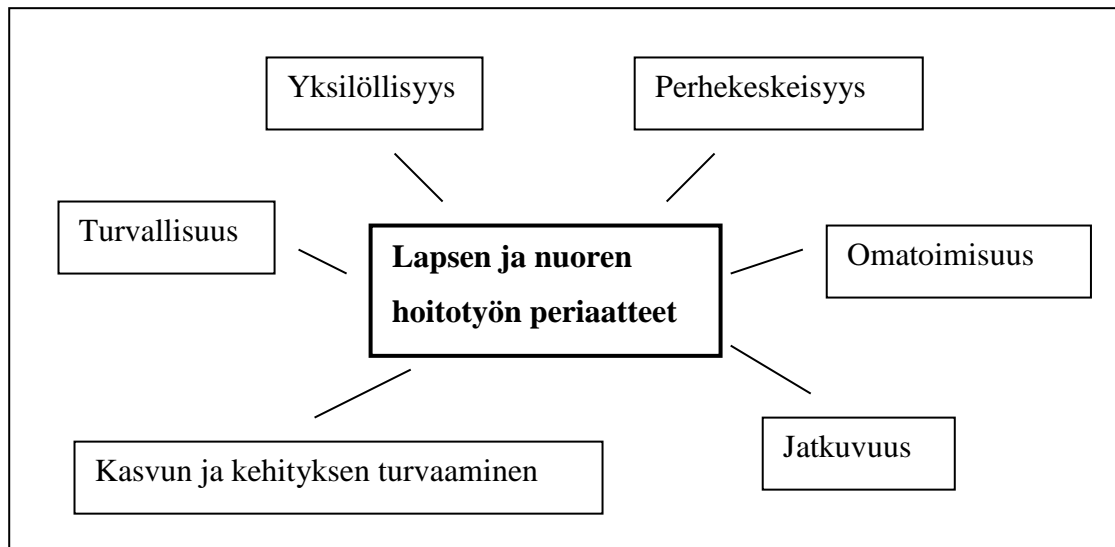 Yksilöllisyys
Perhekeskeisyys
Turvallisuus
Lapsen ja nuoren
hoitotyön periaatteet
Omatoimisuus
Kasvun ja kehityksen turvaaminen
Jatkuvuus